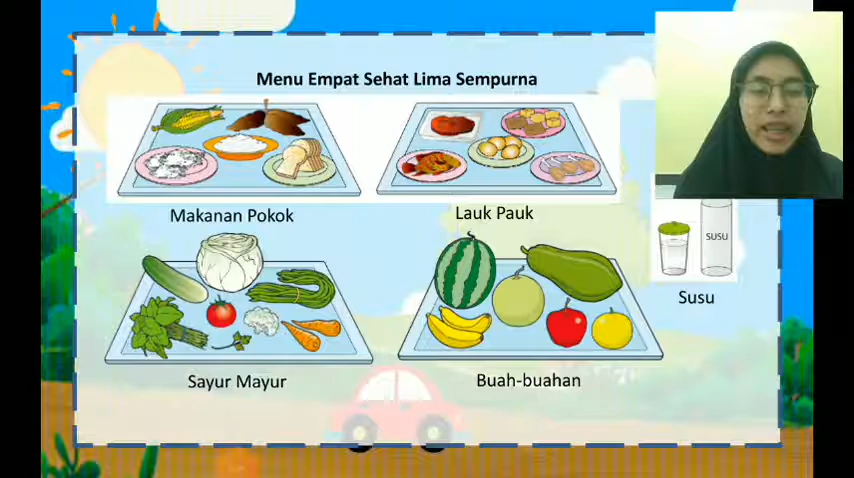 Menu Empat Sehat Lima Sempurna
Makanan Pokok
Lauk Pauk
SUSU
Susu
Sayur Mayur
Buah-buahan